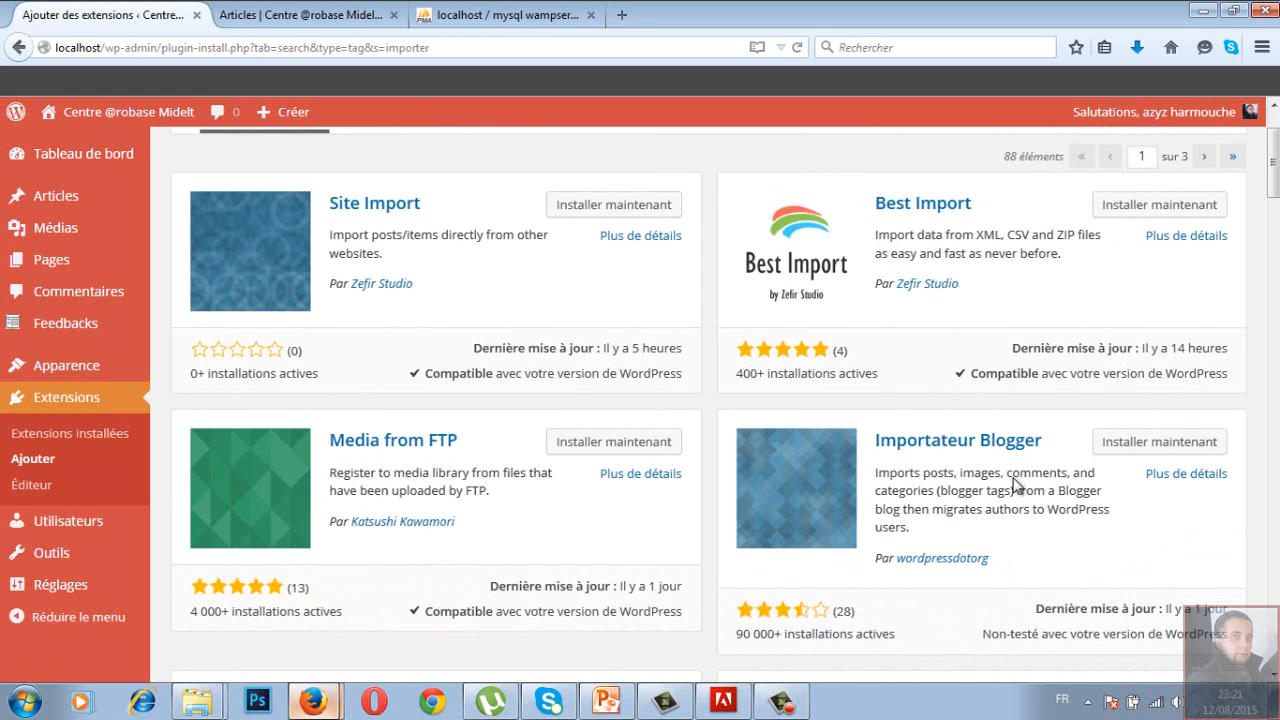 Ajouter des extensions ‹ Centre...
Articles | Centre @robase Midel...
localhost / mysql wampser...
localhost/wp-admin/plugin-install.php?tab=search&type=tag&s=importer
Rechercher
Centre @robase Midelt
0
Créer
Salutations, azyz harmouche
Tableau de bord
Articles
Médias
Pages
Commentaires
Feedbacks
Apparence
Extensions
Extensions installées
Ajouter
Éditeur
Utilisateurs
Outils
Réglages
Réduire le menu
88 éléments « ‹ 1 sur 3 › »
Site Import
Installer maintenant
Import posts/items directly from other
websites.
Plus de détails
Par Zefir Studio
(0)
Dernière mise à jour : Il y a 5 heures
0+ installations actives
Compatible avec votre version de WordPress
Best Import
by Zefir Studio
Best Import
Installer maintenant
Import data from XML, CSV and ZIP files
as easy and fast as never before.
Plus de détails
Par Zefir Studio
(4)
Dernière mise à jour : Il y a 14 heures
400+ installations actives
Compatible avec votre version de WordPress
Media from FTP
Installer maintenant
Register to media library from files that
have been uploaded by FTP.
Plus de détails
Par Katsushi Kawamori
(13)
Dernière mise à jour : Il y a 1 jour
4 000+ installations actives
Compatible avec votre version de WordPress
Importateur Blogger
Installer maintenant
Imports posts, images, comments, and
categories (blogger tags) from a Blogger
blog then migrates authors to WordPress
users.
Plus de détails
Par wordpressdotorg
(28)
Dernière mise à jour : Il y a 1 jour
90 000+ installations actives
Non-testé avec votre version de WordPress
FR
23:21
12/08/2015